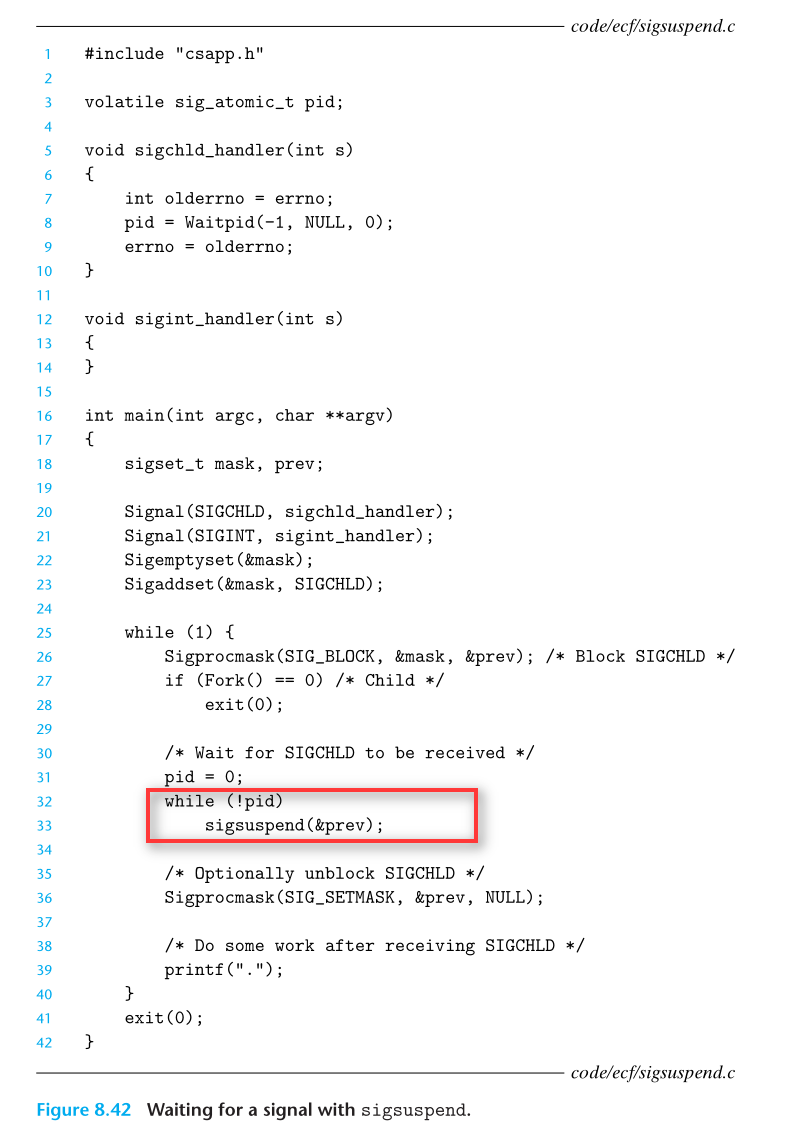 code/ecf/sigsuspend.c
1 #include "csapp.h"
2
3 volatile sig_atomic_t pid;
4
5 void sigchld_handler(int s)
6 {
7     int olderrno = errno;
8     pid = Waitpid(-1, NULL, 0);
9     errno = olderrno;
10 }
11
12 void sigint_handler(int s)
13 {
14 }
15
16 int main(int argc, char **argv)
17 {
18     sigset_t mask, prev;
19
20     Signal(SIGCHLD, sigchld_handler);
21     Signal(SIGINT, sigint_handler);
22     Sigemptyset(&mask);
23     Sigaddset(&mask, SIGCHLD);
24
25     while (1) {
26         Sigprocmask(SIG_BLOCK, &mask, &prev); /* Block SIGCHLD */
27         if (Fork() == 0) /* Child */
28             exit(0);
29
30         /* Wait for SIGCHLD to be received */
31         pid = 0;
32         while (!pid)
33             sigsuspend(&prev);
34
35         /* Optionally unblock SIGCHLD */
36         Sigprocmask(SIG_SETMASK, &prev, NULL);
37
38         /* Do some work after receiving SIGCHLD */
39         printf(".");
40     }
41     exit(0);
42 }
code/ecf/sigsuspend.c
Figure 8.42 Waiting for a signal with sigsuspend.